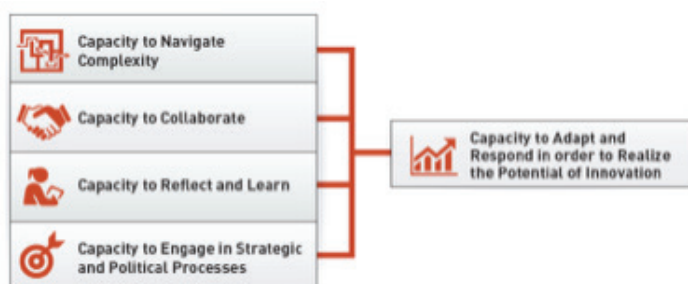 Capacity to Navigate
Complexity
Capacity to Collaborate
Capacity to Reflect and Learn
Capacity to Engage in Strategic
and Political Processes
Capacity to Adapt and
Respond in order to Realize
the Potential of Innovation